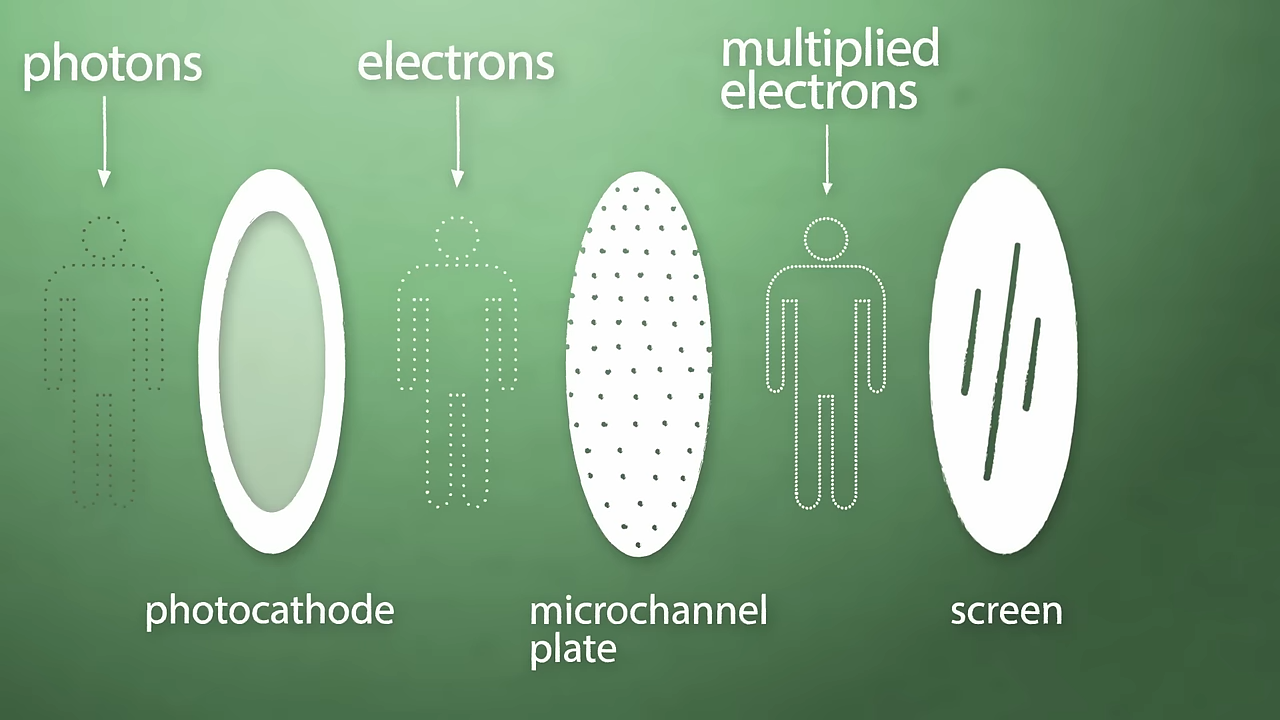 photons
electrons
multiplied
electrons
photocathode
microchannel
plate
screen